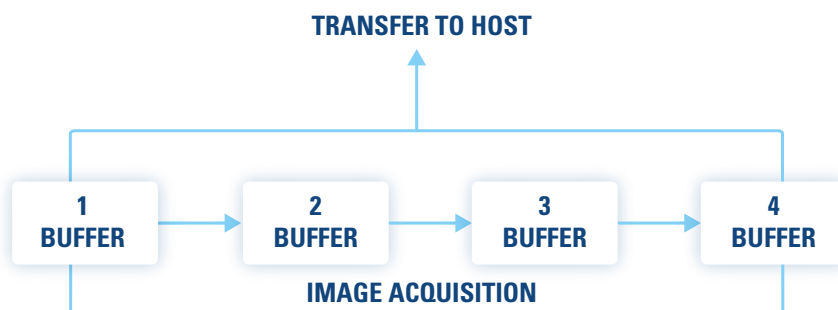 TRANSFER TO HOST
1
BUFFER
2
BUFFER
3
BUFFER
4
BUFFER
IMAGE ACQUISITION